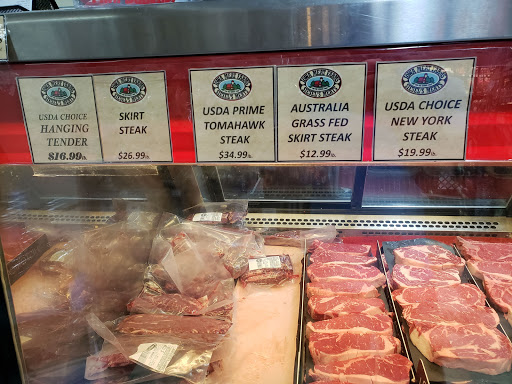 USDA CHOICE
HANGING
TENDER
$16.99lb.
SKIRT
STEAK
$26.99lb.
USDA PRIME
TOMAHAWK
STEAK
$34.99lb.
AUSTRALIA
GRASS FED
SKIRT STEAK
$12.99lb.
USDA CHOICE
NEW YORK
STEAK
$19.99lb.